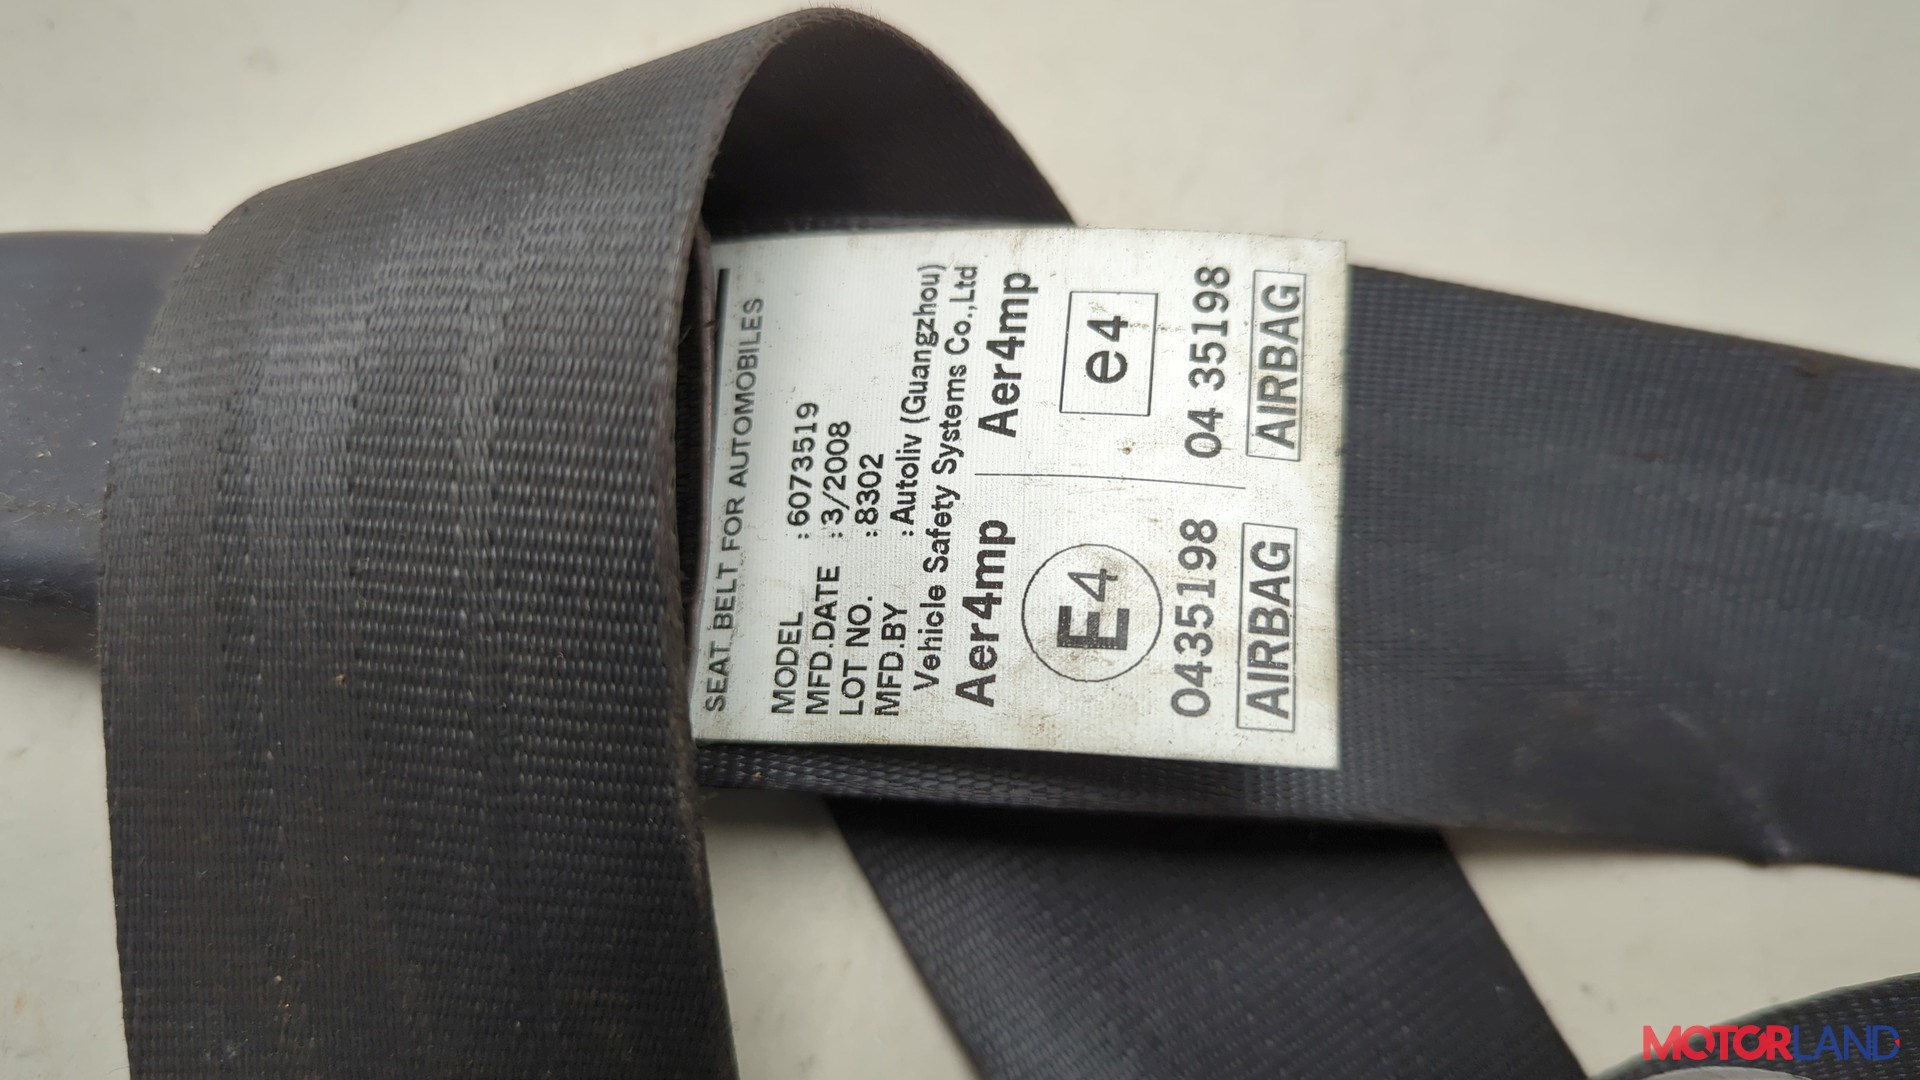 SEAT BELT FOR AUTOMOBILES
MODEL : 6073519
MFD.DATE : 3/2008
LOT NO. : 8302
MFD.BY : Autoliv (Guangzhou)
Vehicle Safety Systems Co.,Ltd
Aer4mp Aer4mp
E4 e4
0435198 04 35198
AIRBAG AIRBAG
MOTORLAND